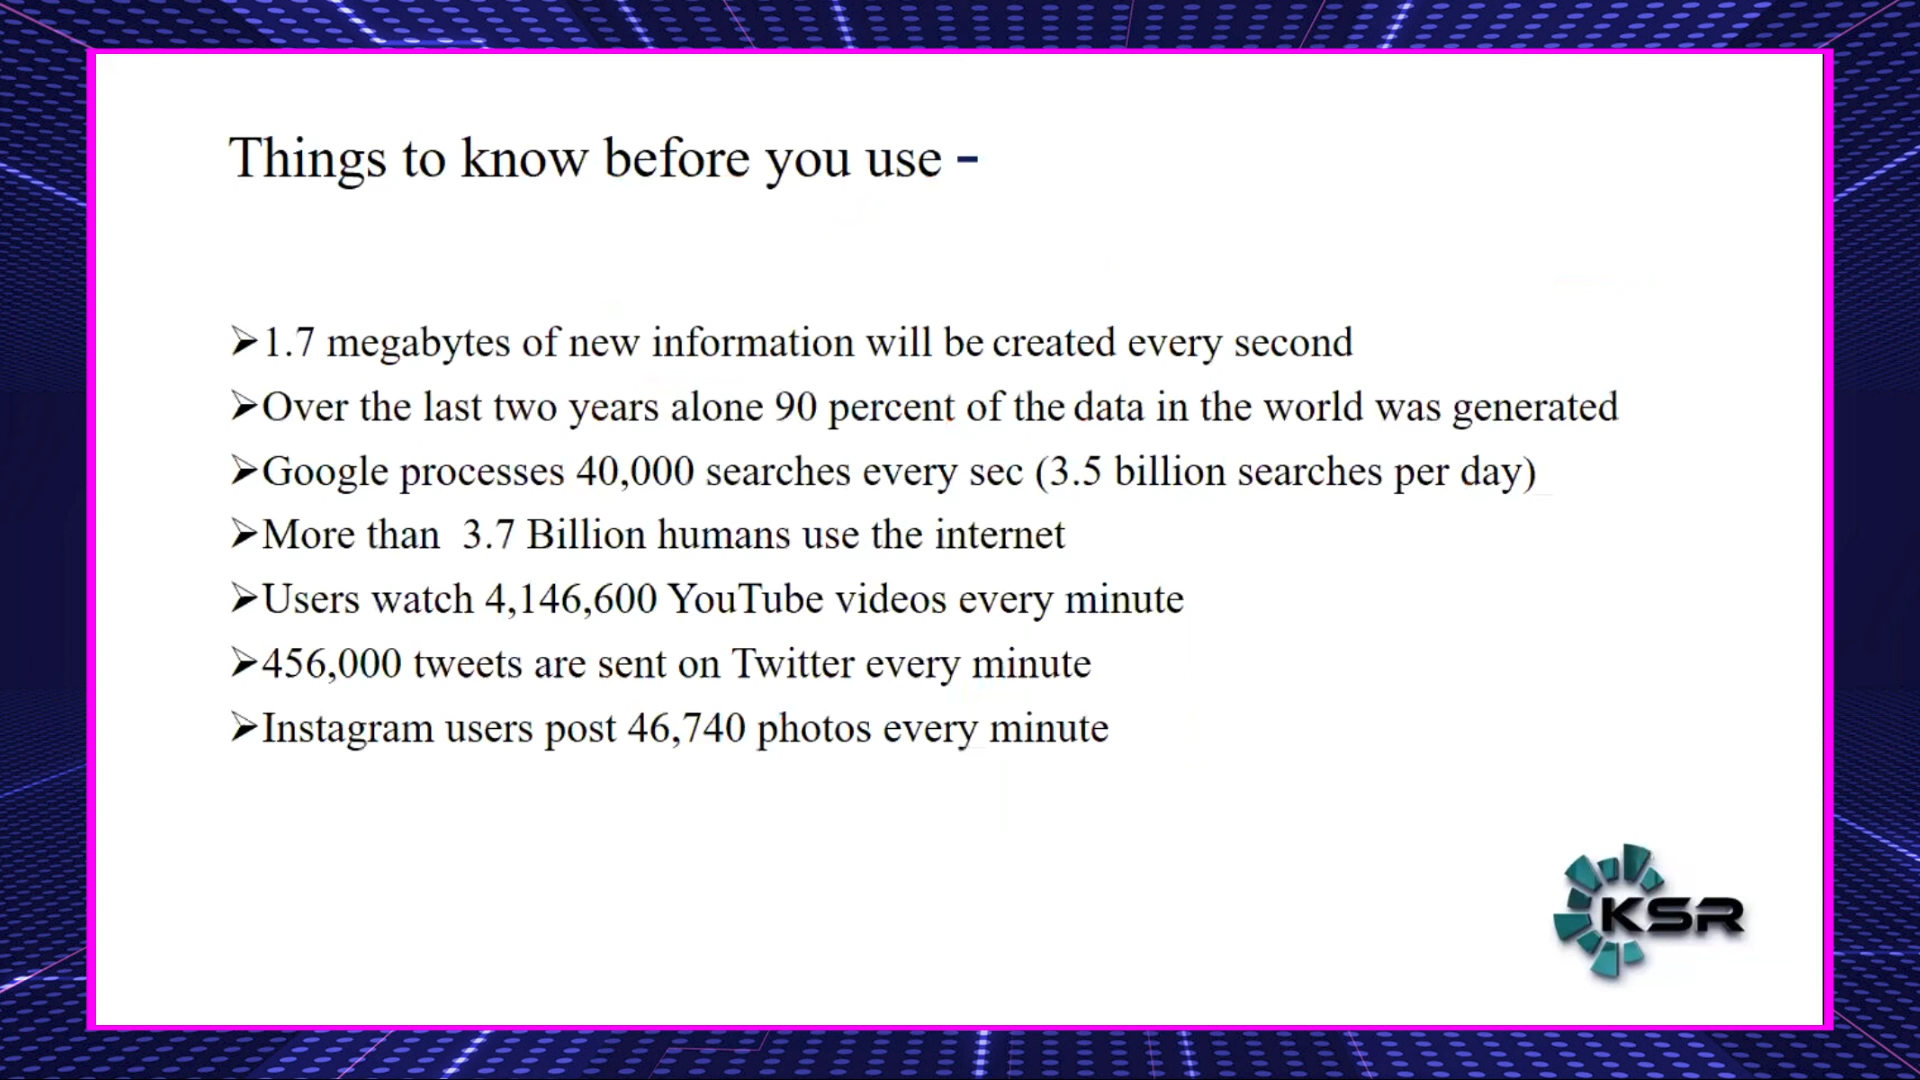 Things to know before you use -
➢1.7 megabytes of new information will be created every second
➢Over the last two years alone 90 percent of the data in the world was generated
➢Google processes 40,000 searches every sec (3.5 billion searches per day)
➢More than  3.7 Billion humans use the internet
➢Users watch 4,146,600 YouTube videos every minute
➢456,000 tweets are sent on Twitter every minute
➢Instagram users post 46,740 photos every minute
KSR